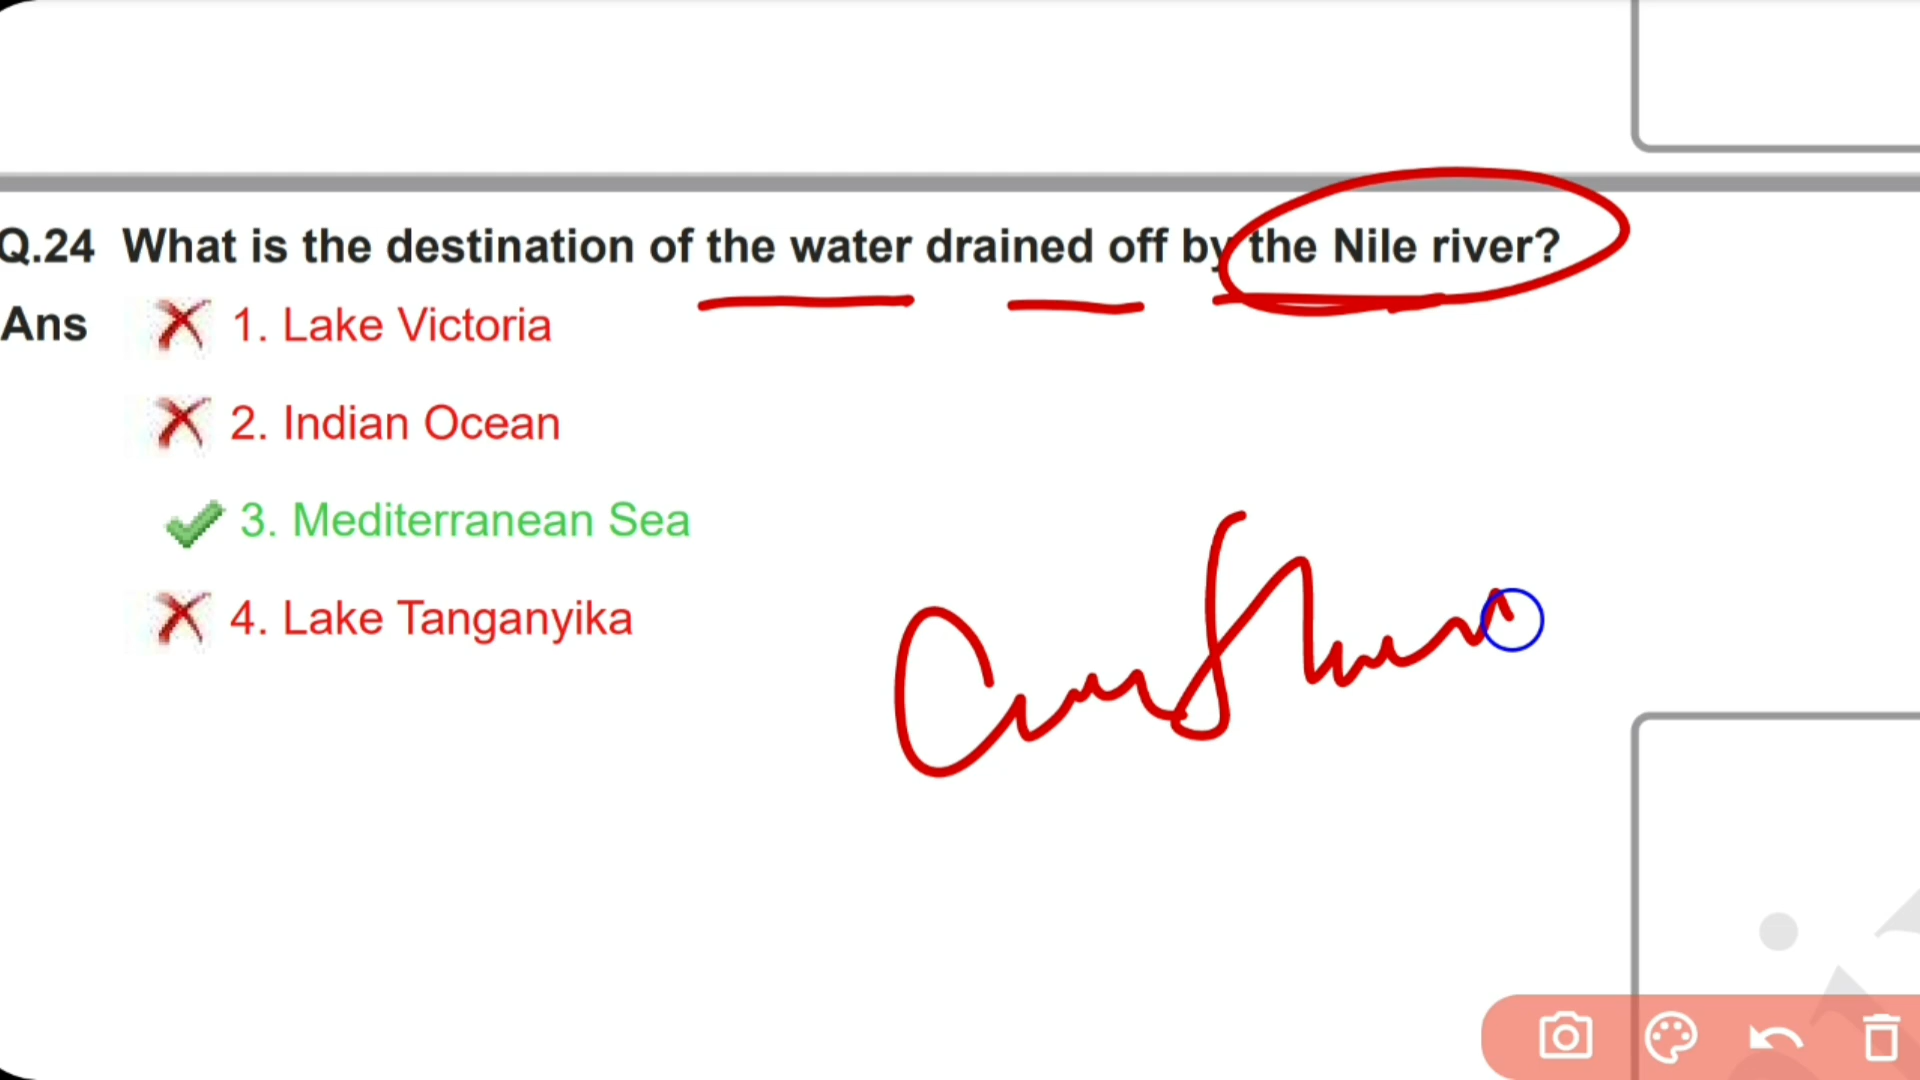 Q.24 What is the destination of the water drained off by the Nile river?
Ans 1. Lake Victoria
2. Indian Ocean
3. Mediterranean Sea
4. Lake Tanganyika